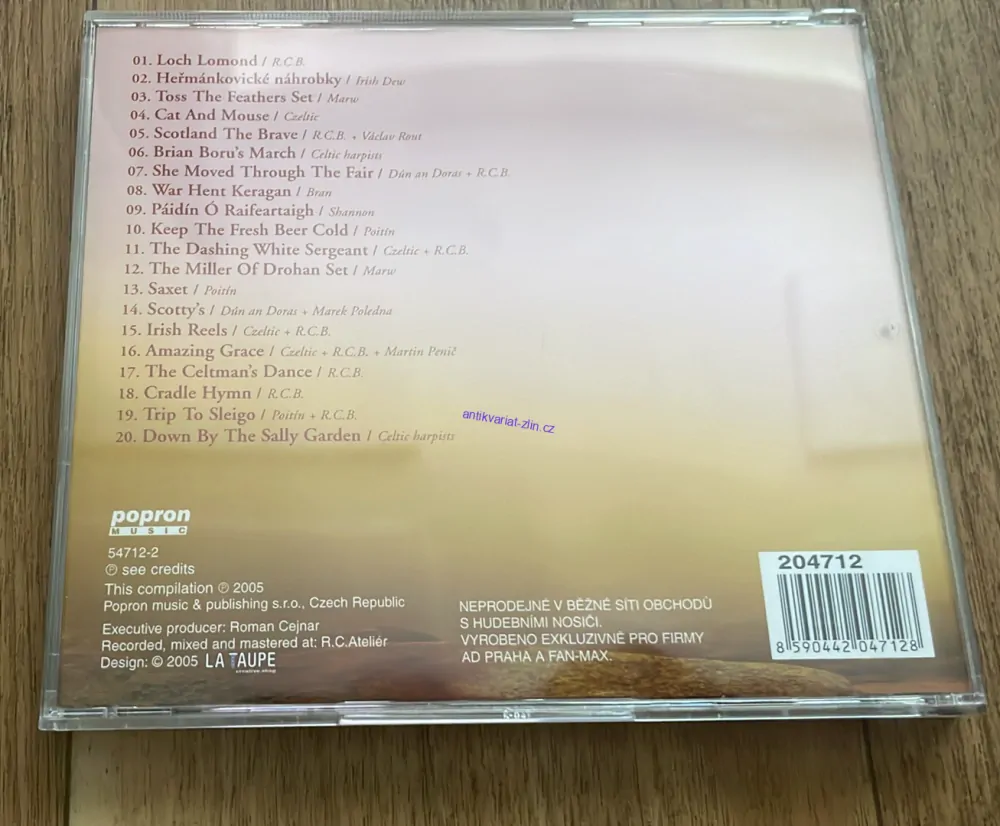 01. Loch Lomond / R.C.B.
02. Heřmánkovické náhrobky / Irish Dew
03. Toss The Feathers Set / Marw
04. Cat And Mouse / Czeltic
05. Scotland The Brave / R.C.B. + Václav Rout
06. Brian Boru's March / Celtic harpists
07. She Moved Through The Fair / Dún an Doras + R.C.B.
08. War Hent Keragan / Bran
09. Páidín Ó Raifeartaigh / Shannon
10. Keep The Fresh Beer Cold / Poitín
11. The Dashing White Sergeant / Czeltic + R.C.B.
12. The Miller Of Drohan Set / Marw
13. Saxet / Poitín
14. Scotty's / Dún an Doras + Marek Poledna
15. Irish Reels / Czeltic + R.C.B.
16. Amazing Grace / Czeltic + R.C.B. + Martin Penič
17. The Celtman's Dance / R.C.B.
18. Cradle Hymn / R.C.B.
19. Trip To Sleigo / Poitín + R.C.B.
20. Down By The Sally Garden / Celtic harpists
antikvariat-zlin.cz
popron
MUSIC
54712-2
℗ see credits
This compilation ℗ 2005
Popron music & publishing s.r.o., Czech Republic
Executive producer: Roman Cejnar
Recorded, mixed and mastered at: R.C.Ateliér
Design: © 2005 LA TAUPE
creative shop
NEPRODEJNÉ V BĚŽNÉ SÍTI OBCHODŮ
S HUDEBNÍMI NOSIČI.
VYROBENO EXKLUZIVNĚ PRO FIRMY
AD PRAHA A FAN-MAX.
204712
8 590442 047128